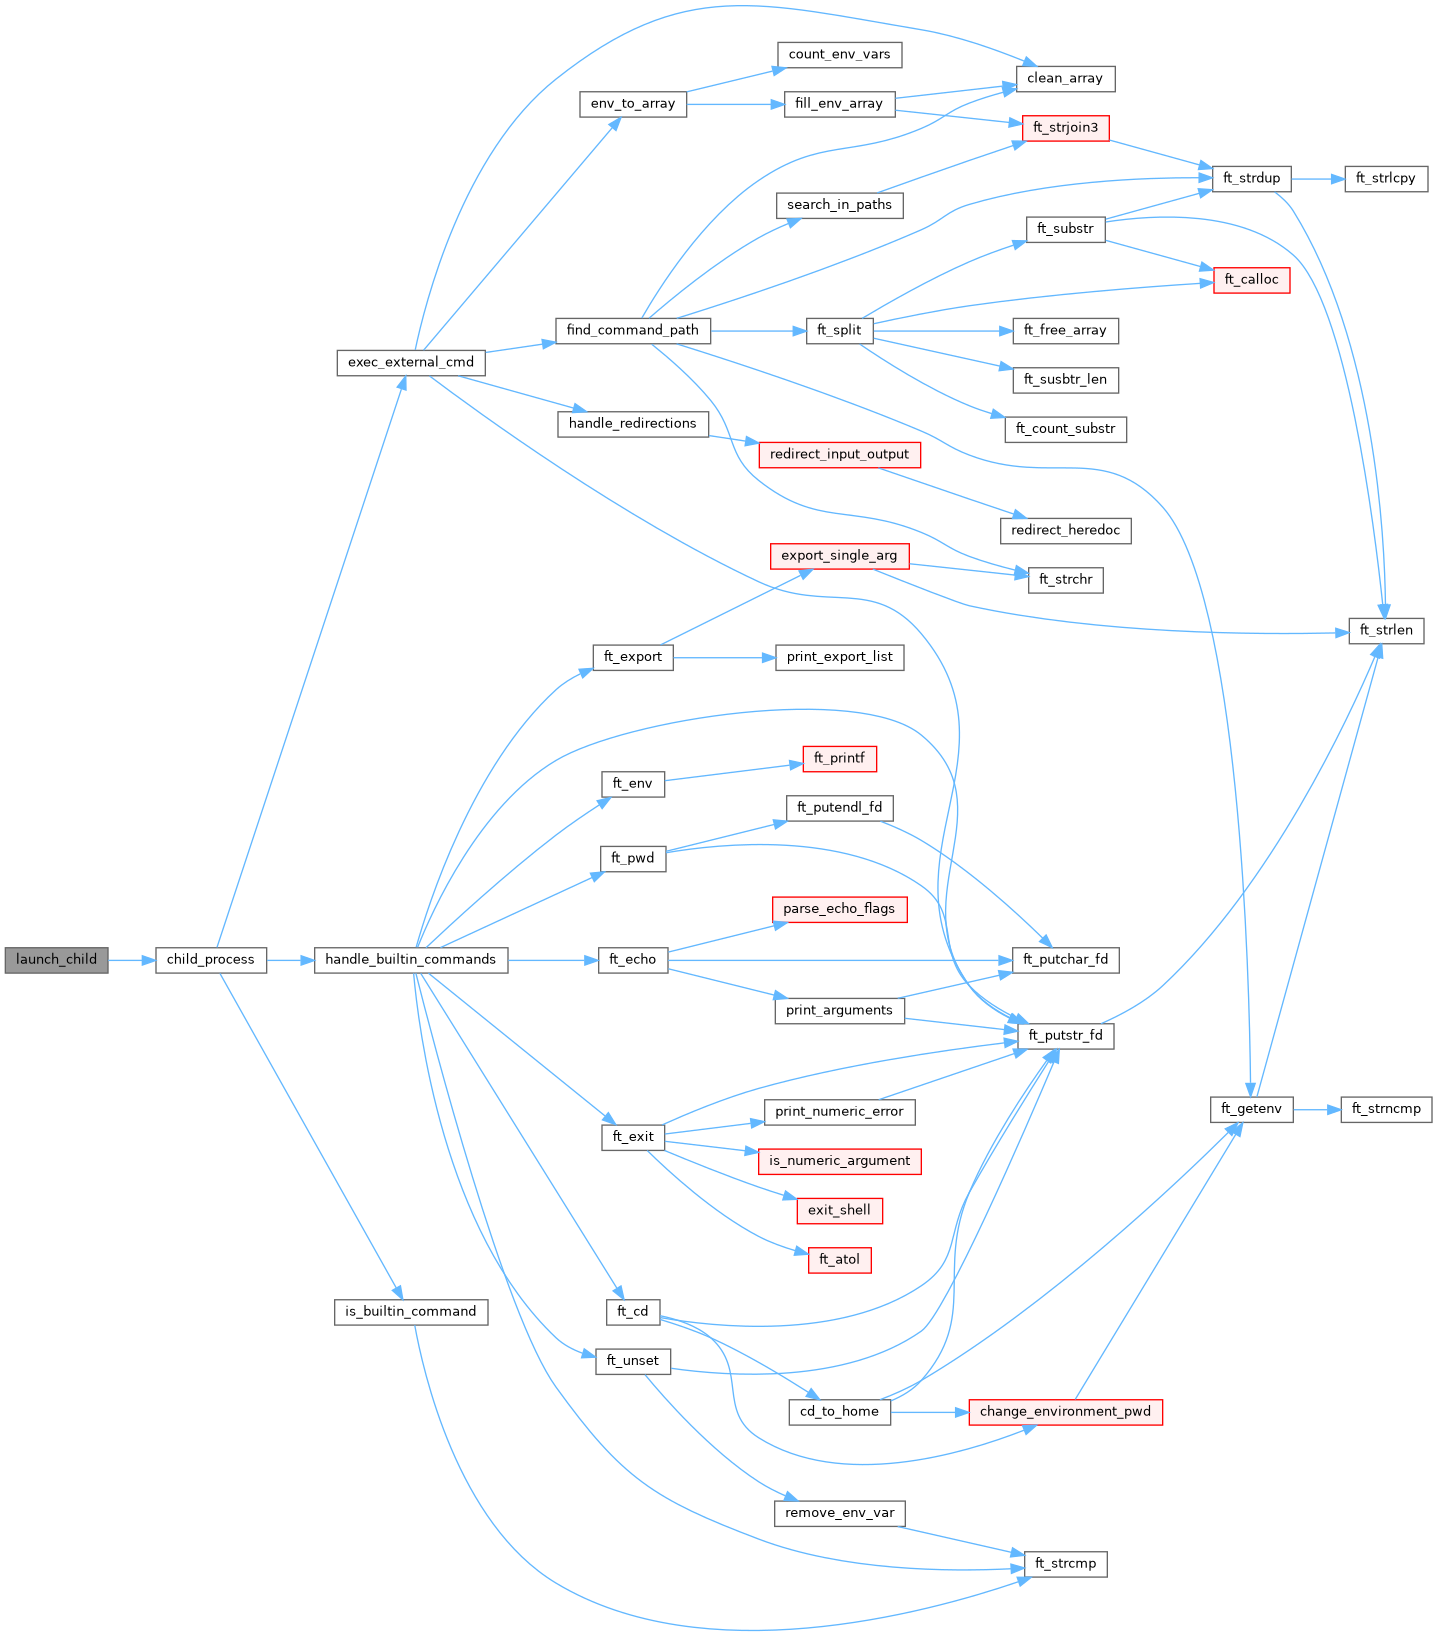 launch_child
child_process
exec_external_cmd
handle_builtin_commands
is_builtin_command
env_to_array
find_command_path
handle_redirections
ft_export
ft_env
ft_pwd
ft_echo
ft_exit
ft_cd
ft_unset
count_env_vars
fill_env_array
search_in_paths
ft_split
redirect_input_output
export_single_arg
print_export_list
ft_printf
ft_putendl_fd
parse_echo_flags
print_arguments
print_numeric_error
is_numeric_argument
exit_shell
ft_atol
cd_to_home
remove_env_var
clean_array
ft_strjoin3
ft_substr
ft_free_array
ft_susbtr_len
ft_count_substr
redirect_heredoc
ft_strchr
ft_putchar_fd
ft_putstr_fd
change_environment_pwd
ft_strcmp
ft_strdup
ft_calloc
ft_getenv
ft_strlcpy
ft_strlen
ft_strncmp